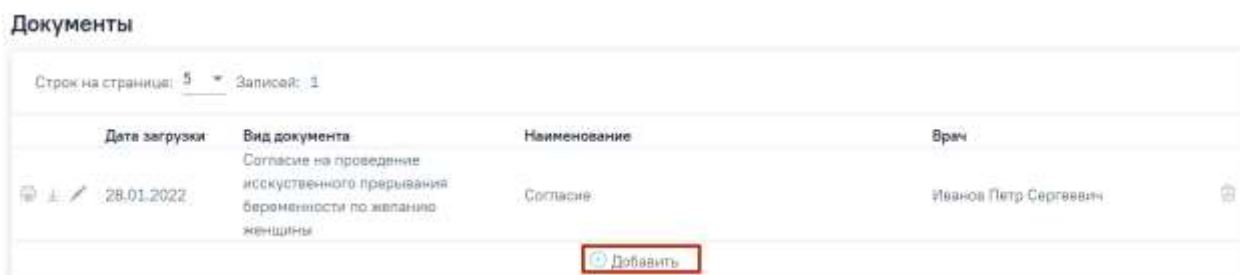 Документы
Строк на странице: 5 Записей: 1
Дата загрузки Вид документа Наименование Врач
Согласие на проведение
исскуственного прерывания
28.01.2022 беременности по желанию Согласие Иванов Петр Сергеевич
женщины
Добавить